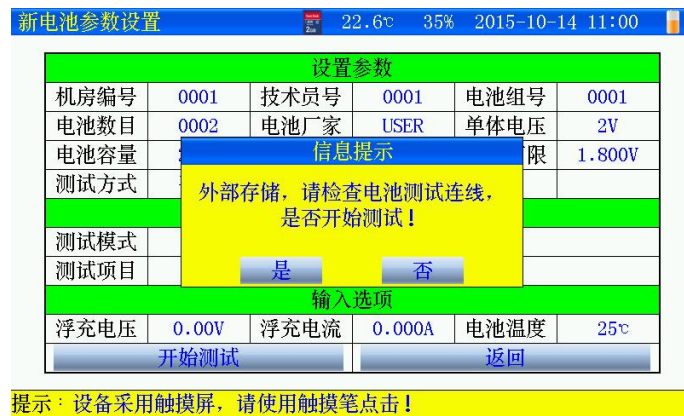 新电池参数设置 22.6℃ 35% 2015-10-14 11:00
设置参数
机房编号 0001 技术员号 0001 电池组号 0001
电池数目 0002 电池厂家 USER 单体电压 2V
电池容量 限 1.800V
信息提示
测试方式
外部存储，请检查电池测试连线，
是否开始测试！
测试模式
测试项目
是 否
输入选项
浮充电压 0.00V 浮充电流 0.000A 电池温度 25℃
开始测试 返回
提示：设备采用触摸屏，请使用触摸笔点击！